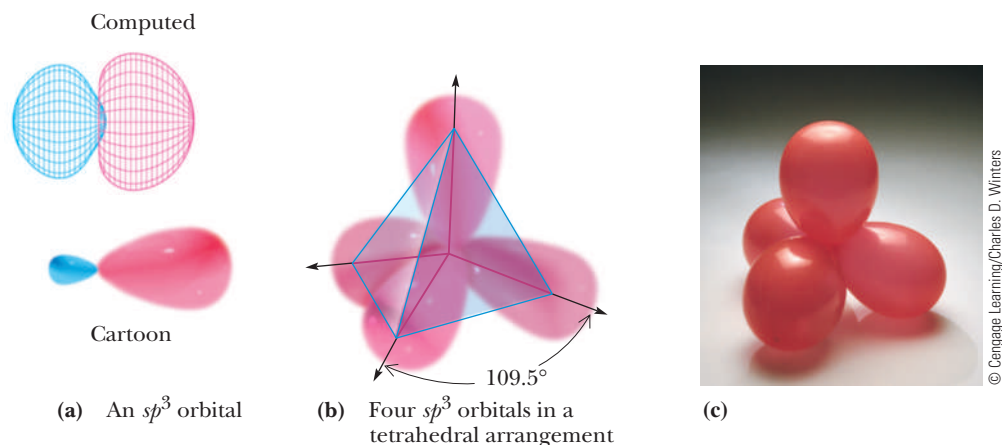 Computed
Cartoon
109.5°
© Cengage Learning/Charles D. Winters
(a) An sp³ orbital
(b) Four sp³ orbitals in a
tetrahedral arrangement
(c)